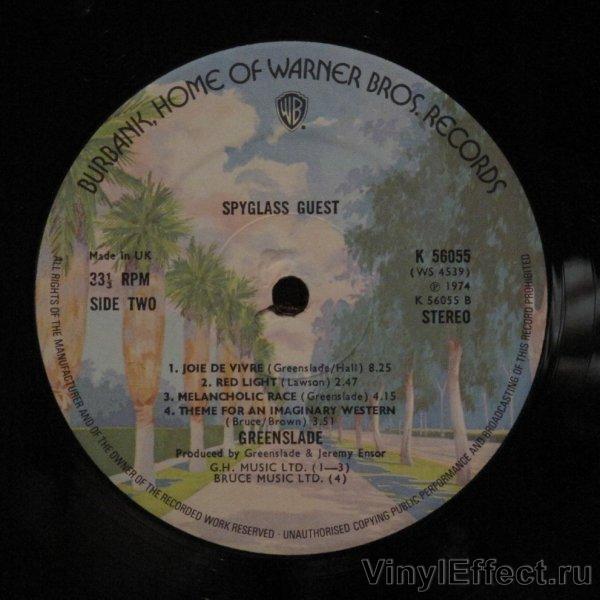 BURBANK, HOME OF WARNER BROS. RECORDS
WB
SPYGLASS GUEST
Made in UK
33⅓ RPM
SIDE TWO
K 56055
(WS 4539)
℗ 1974
K 56055 B
STEREO
1. JOIE DE VIVRE (Greenslade/Hall) 8.25
2. RED LIGHT (Lawson) 2.47
3. MELANCHOLIC RACE (Greenslade) 4.15
4. THEME FOR AN IMAGINARY WESTERN
(Bruce/Brown) 3.51
GREENSLADE
Produced by Greenslade & Jeremy Ensor
G.H. MUSIC LTD. (1—3)
BRUCE MUSIC LTD. (4)
ALL RIGHTS OF THE MANUFACTURER AND OF THE OWNER OF THE RECORDED WORK RESERVED · UNAUTHORISED COPYING PUBLIC PERFORMANCE AND BROADCASTING OF THIS RECORD PROHIBITED
VinylEffect.ru